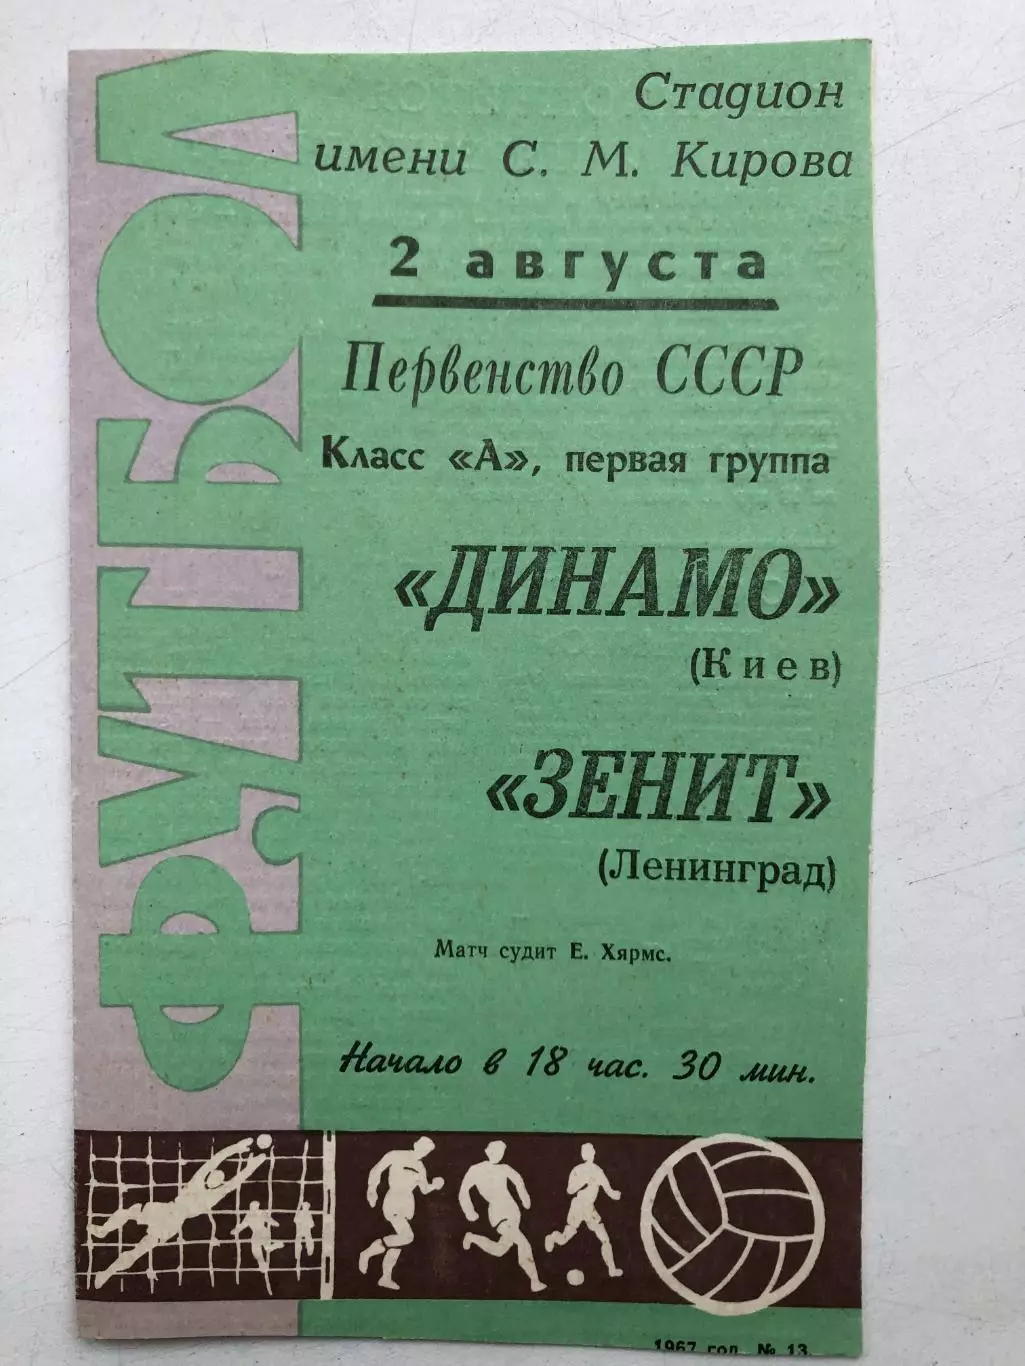 ФУТБОЛ
Стадион
имени С. М. Кирова
2 августа
Первенство СССР
Класс «А», первая группа
«ДИНАМО»
(Киев)
«ЗЕНИТ»
(Ленинград)
Матч судит Е. Хярмс.
Начало в 18 час. 30 мин.
1967 год. № 13.